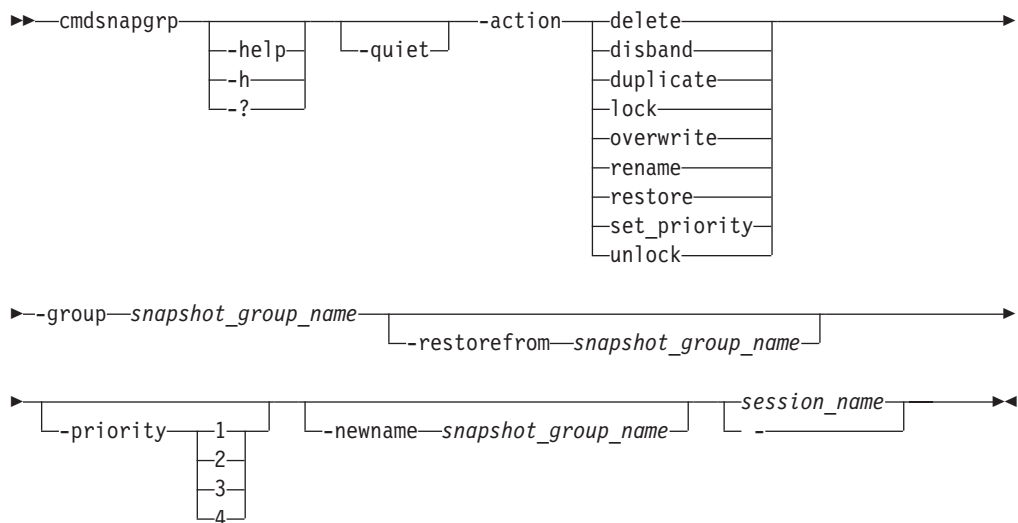 cmdsnapgrp -help -h -? -quiet -action delete
disband
duplicate
lock
overwrite
rename
restore
set_priority
unlock
-group snapshot_group_name -restorefrom snapshot_group_name
-priority 1 -newname snapshot_group_name session_name
2 -
3
4